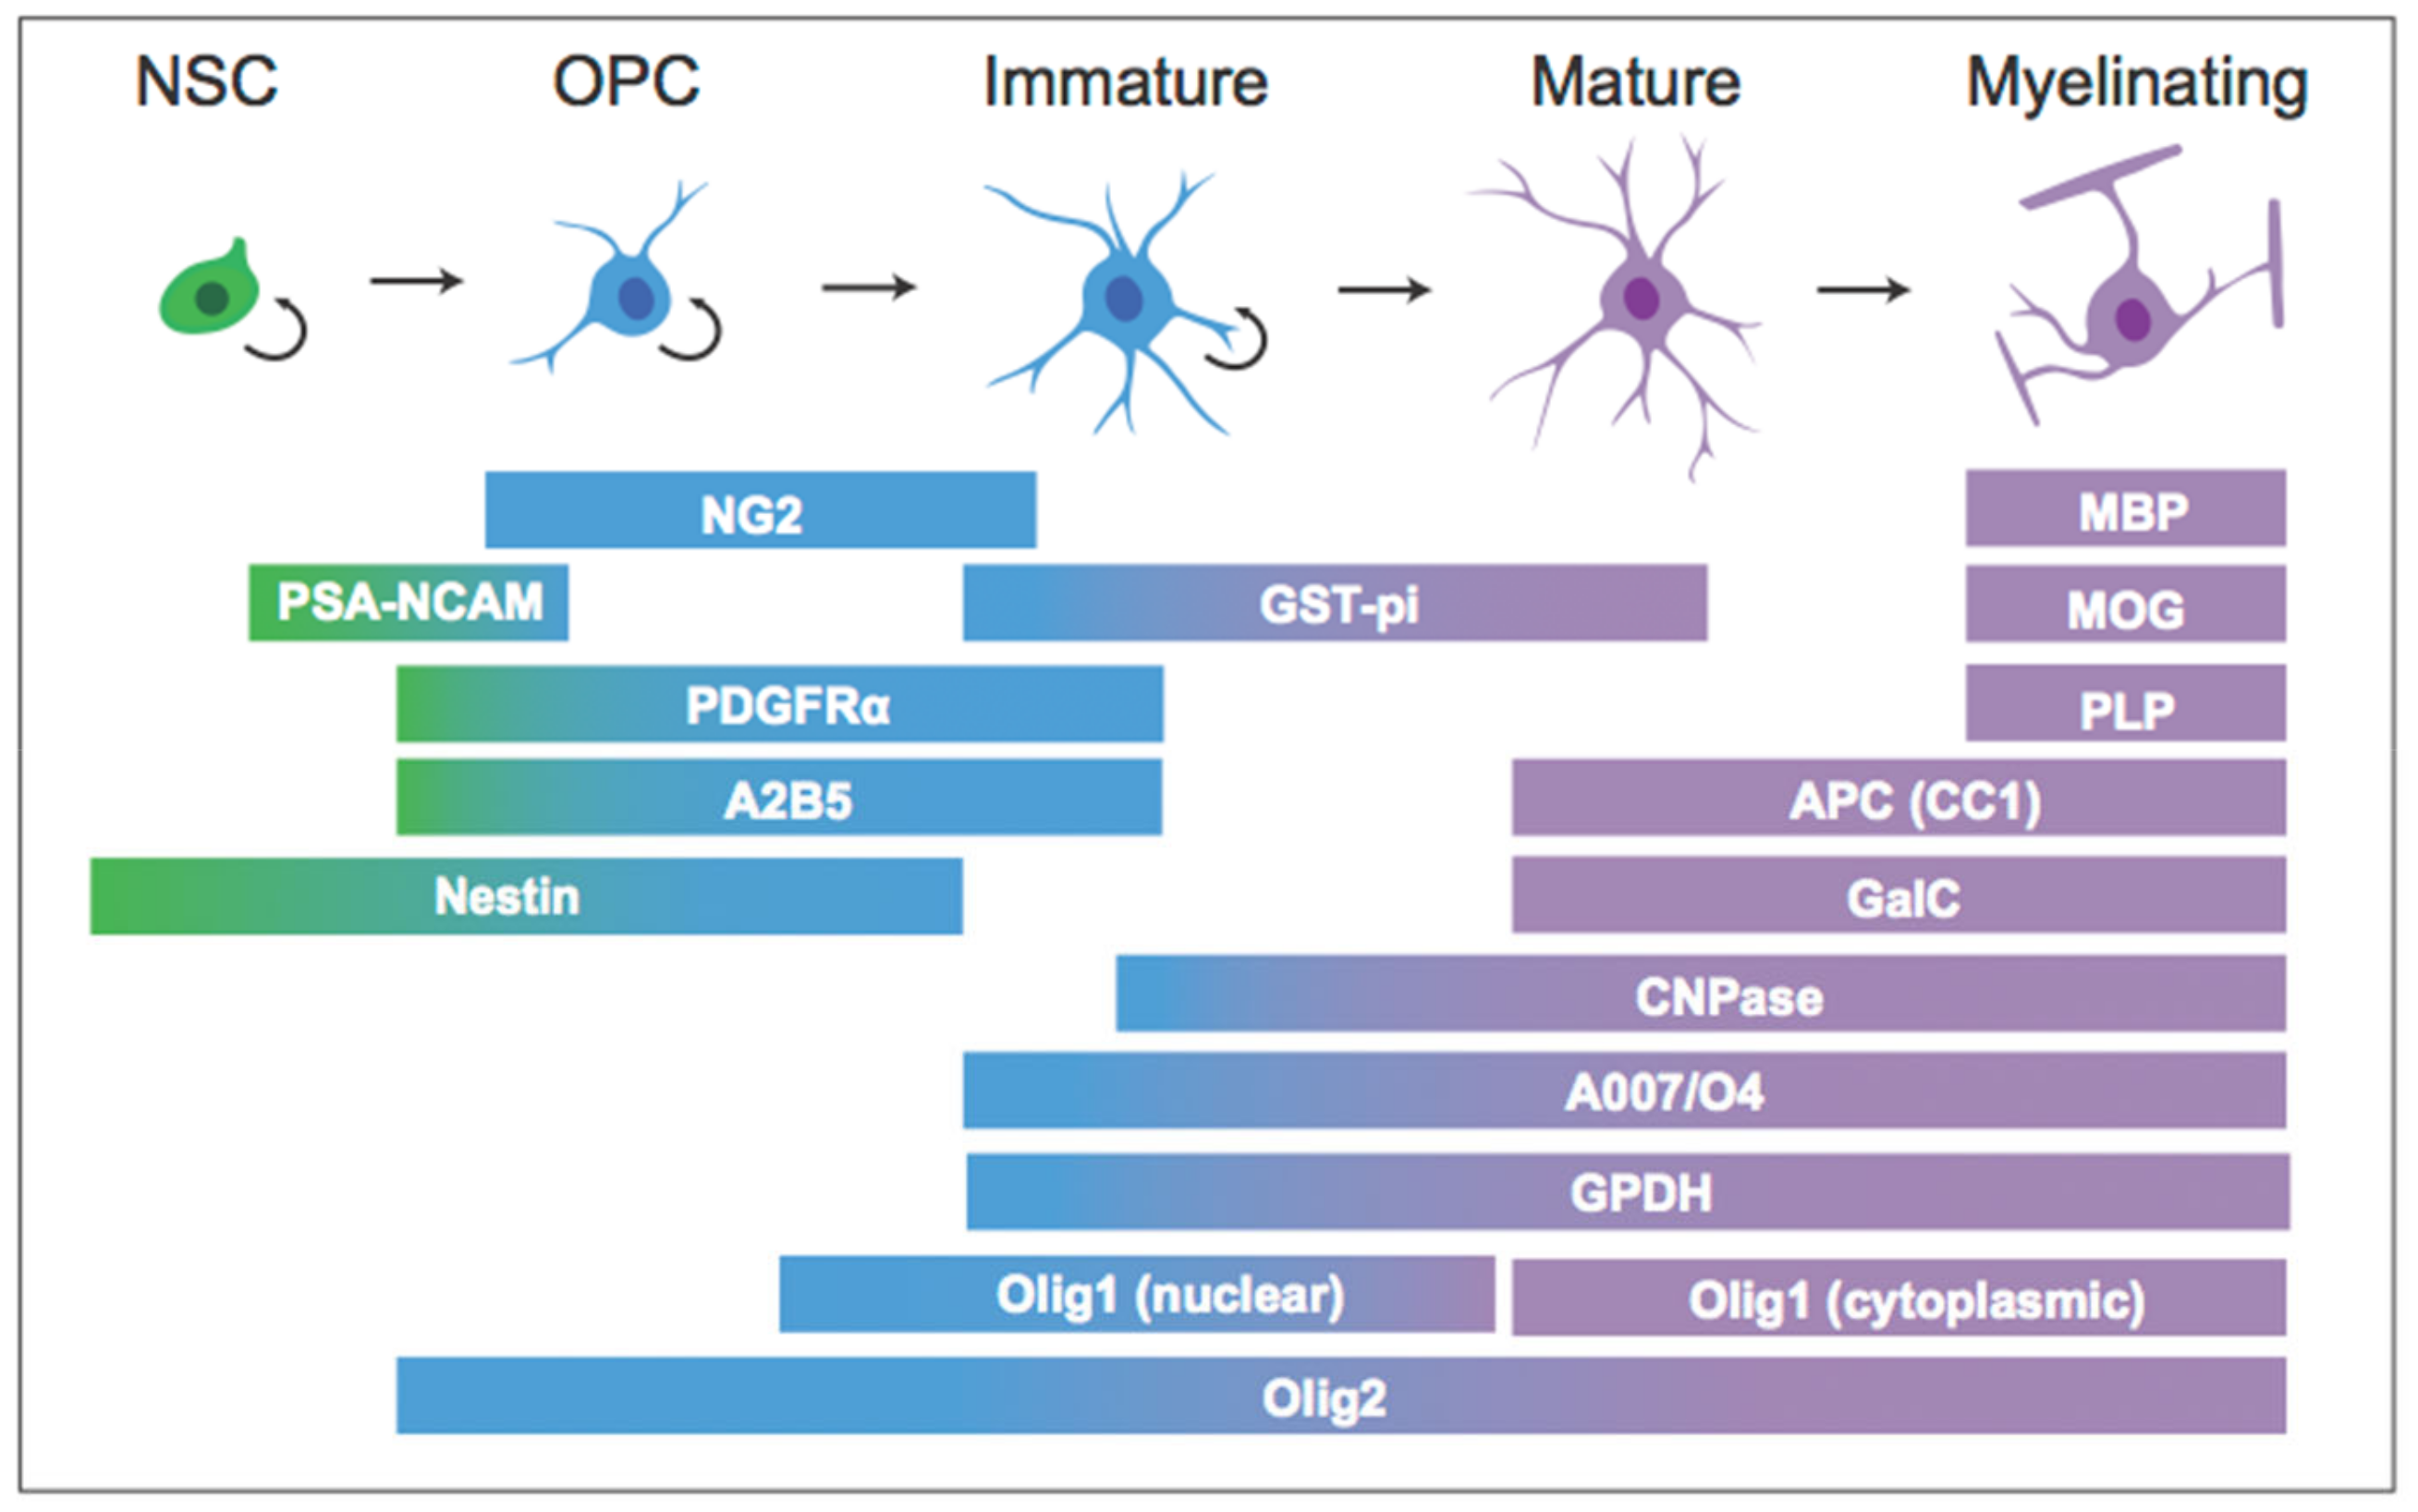 NSC OPC Immature Mature Myelinating
NG2 MBP
PSA-NCAM GST-pi MOG
PDGFRα PLP
A2B5 APC (CC1)
Nestin GalC
CNPase
A007/O4
GPDH
Olig1 (nuclear) Olig1 (cytoplasmic)
Olig2